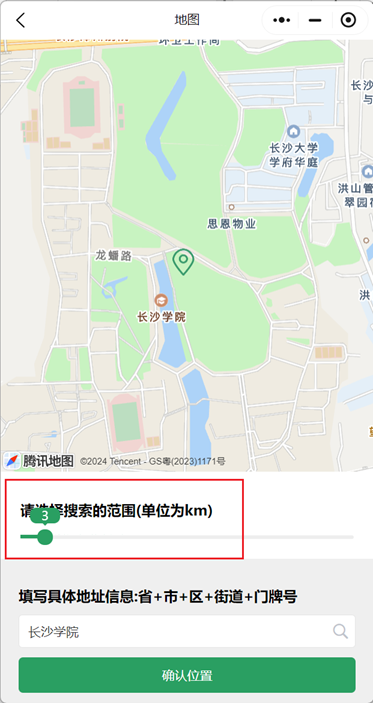 地图
环卫工作间
长沙大学
学府华庭
洪山管
翠园
思恩物业
龙蟠路
长沙学院
洪
腾讯地图 ©2024 Tencent - GS粤(2023)1171号
请选择搜索的范围(单位为km)
3
填写具体地址信息:省+市+区+街道+门牌号
长沙学院
确认位置